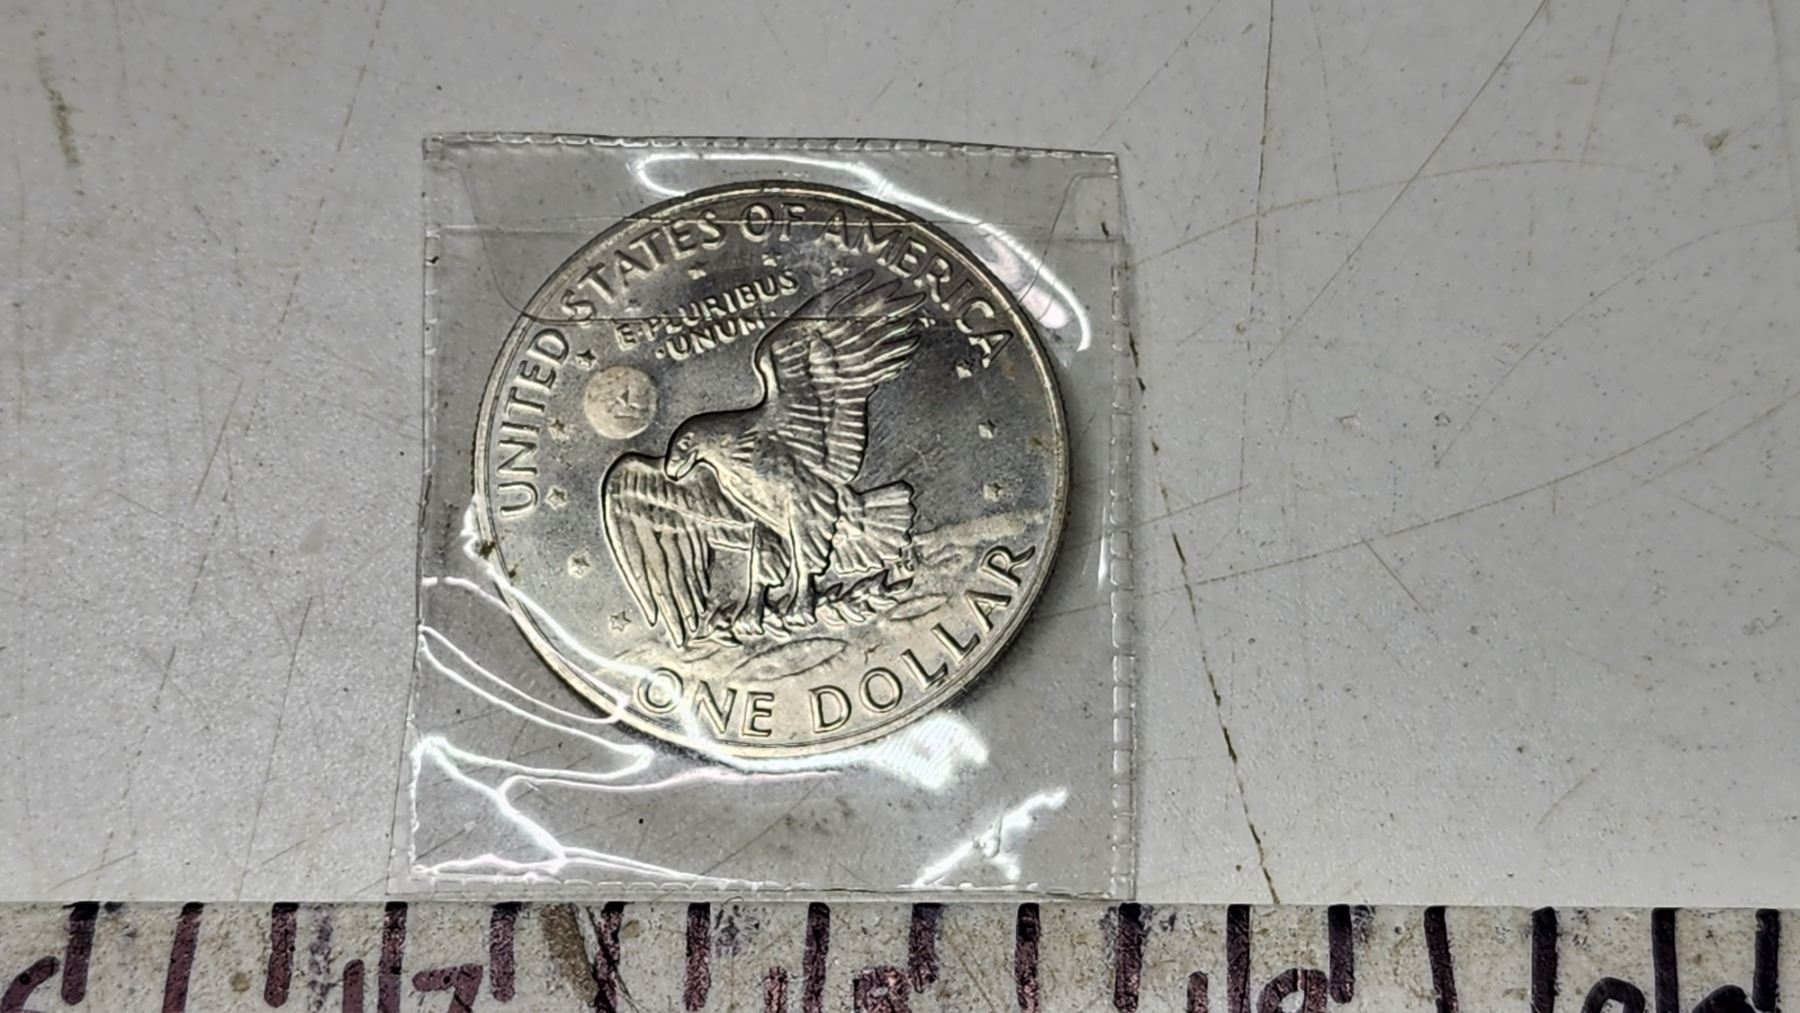 UNITED STATES OF AMERICA
E·PLURIBUS
·UNUM·
ONE DOLLAR